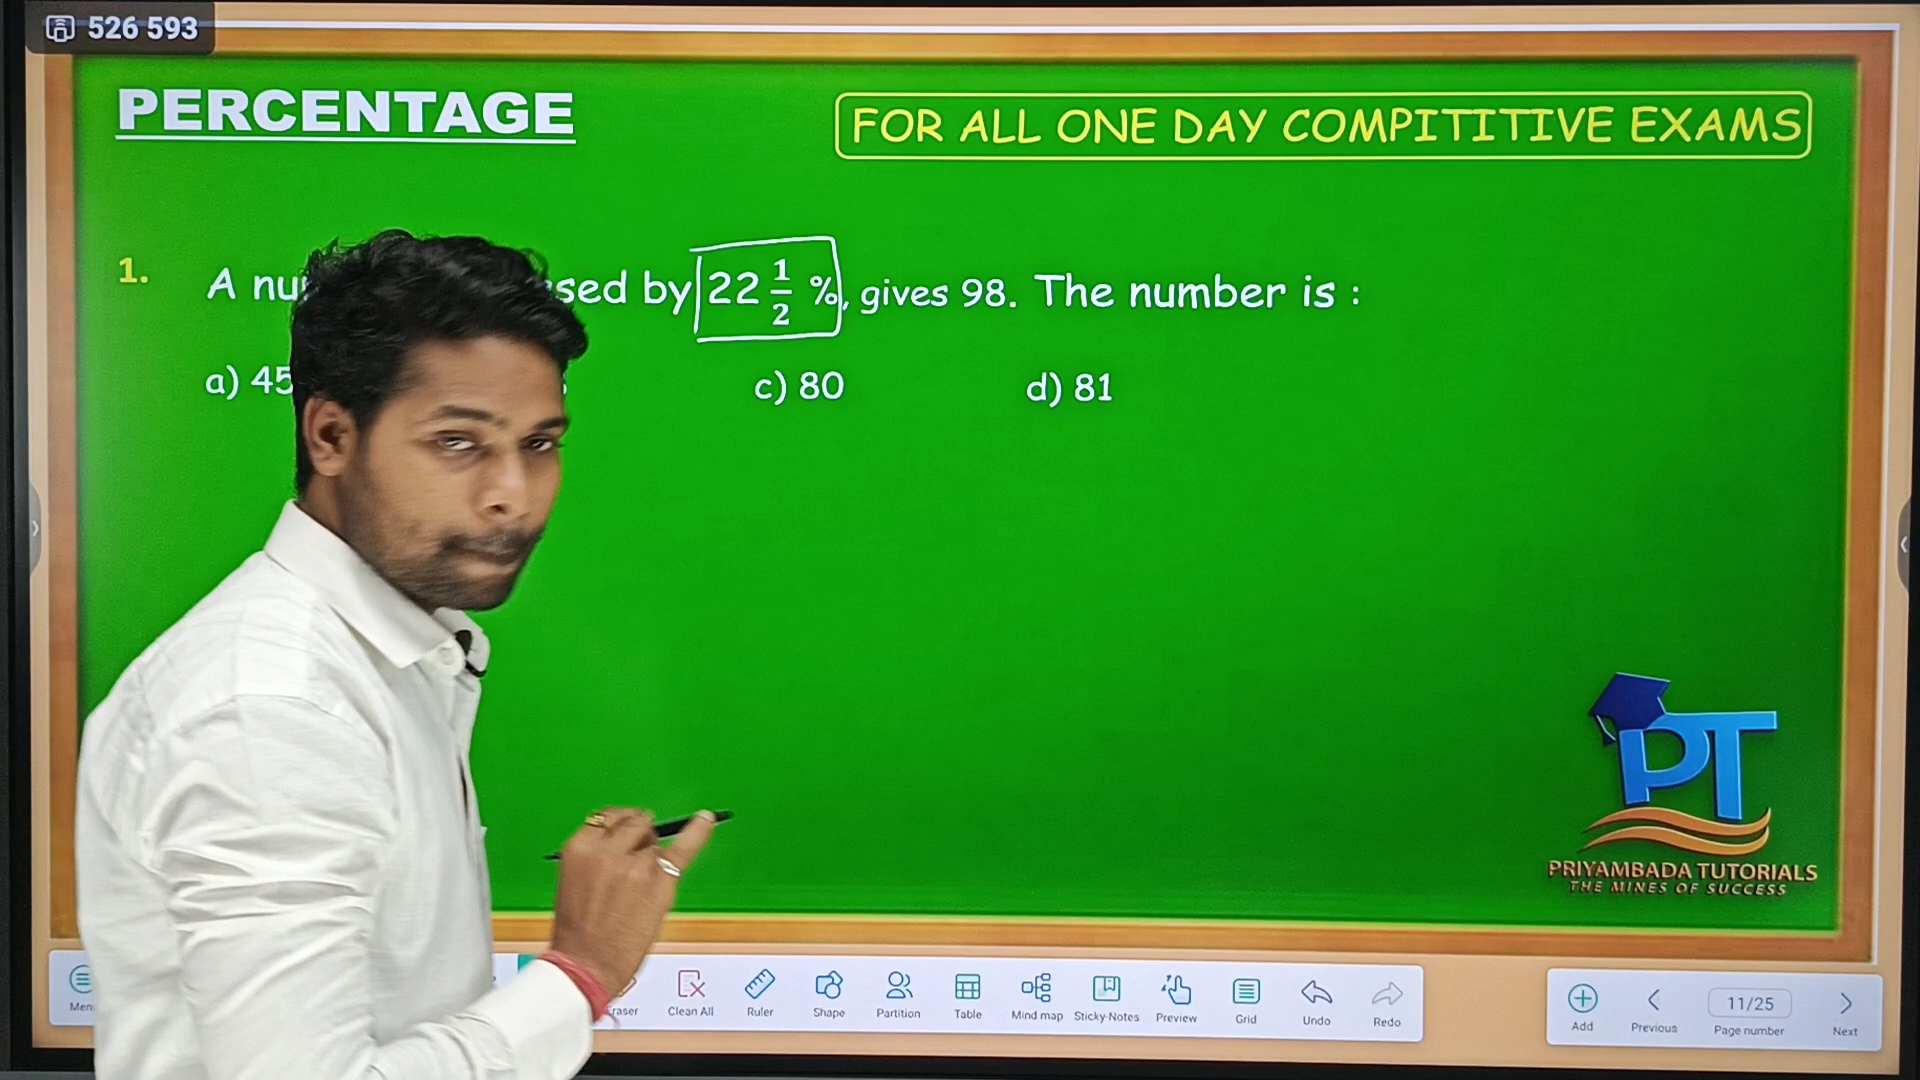 526 593
PERCENTAGE
FOR ALL ONE DAY COMPITITIVE EXAMS
1. A sed by 22 1/2 %, gives 98. The number is :
a) 45 c) 80 d) 81
PT
PRIYAMBADA TUTORIALS
THE MINES OF SUCCESS
Clean All Ruler Shape Partition Table Mind map Sticky-Notes Preview Grid Undo Redo
Add Previous 11/25 Page number Next